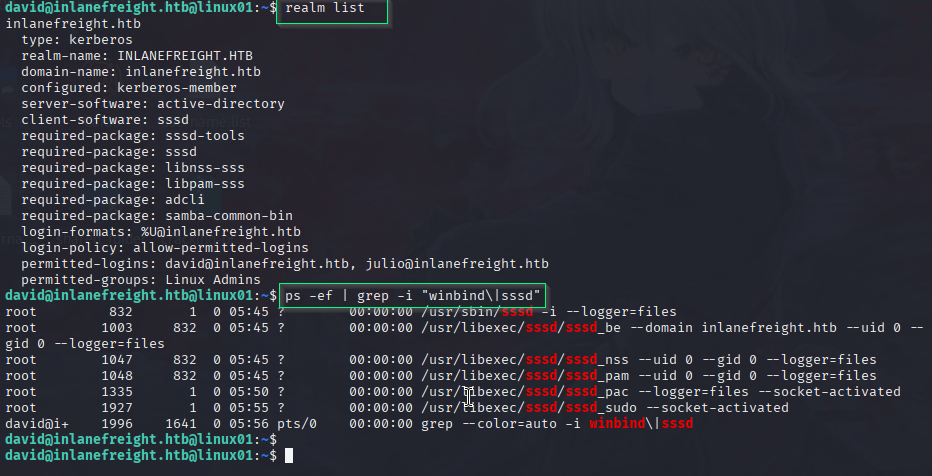 david@inlanefreight.htb@linux01:~$ realm list
inlanefreight.htb
  type: kerberos
  realm-name: INLANEFREIGHT.HTB
  domain-name: inlanefreight.htb
  configured: kerberos-member
  server-software: active-directory
  client-software: sssd
  required-package: sssd-tools
  required-package: sssd
  required-package: libnss-sss
  required-package: libpam-sss
  required-package: adcli
  required-package: samba-common-bin
  login-formats: %U@inlanefreight.htb
  login-policy: allow-permitted-logins
  permitted-logins: david@inlanefreight.htb, julio@inlanefreight.htb
  permitted-groups: Linux Admins
david@inlanefreight.htb@linux01:~$ ps -ef | grep -i "winbind\|sssd"
root         832       1  0 05:45 ?        00:00:00 /usr/sbin/sssd -i --logger=files
root        1003     832  0 05:45 ?        00:00:00 /usr/libexec/sssd/sssd_be --domain inlanefreight.htb --uid 0 --
gid 0 --logger=files
root        1047     832  0 05:45 ?        00:00:00 /usr/libexec/sssd/sssd_nss --uid 0 --gid 0 --logger=files
root        1048     832  0 05:45 ?        00:00:00 /usr/libexec/sssd/sssd_pam --uid 0 --gid 0 --logger=files
root        1335       1  0 05:50 ?        00:00:00 /usr/libexec/sssd/sssd_pac --logger=files --socket-activated
root        1927       1  0 05:55 ?        00:00:00 /usr/libexec/sssd/sssd_sudo --socket-activated
david@i+    1996    1641  0 05:56 pts/0    00:00:00 grep --color=auto -i winbind\|sssd
david@inlanefreight.htb@linux01:~$
david@inlanefreight.htb@linux01:~$